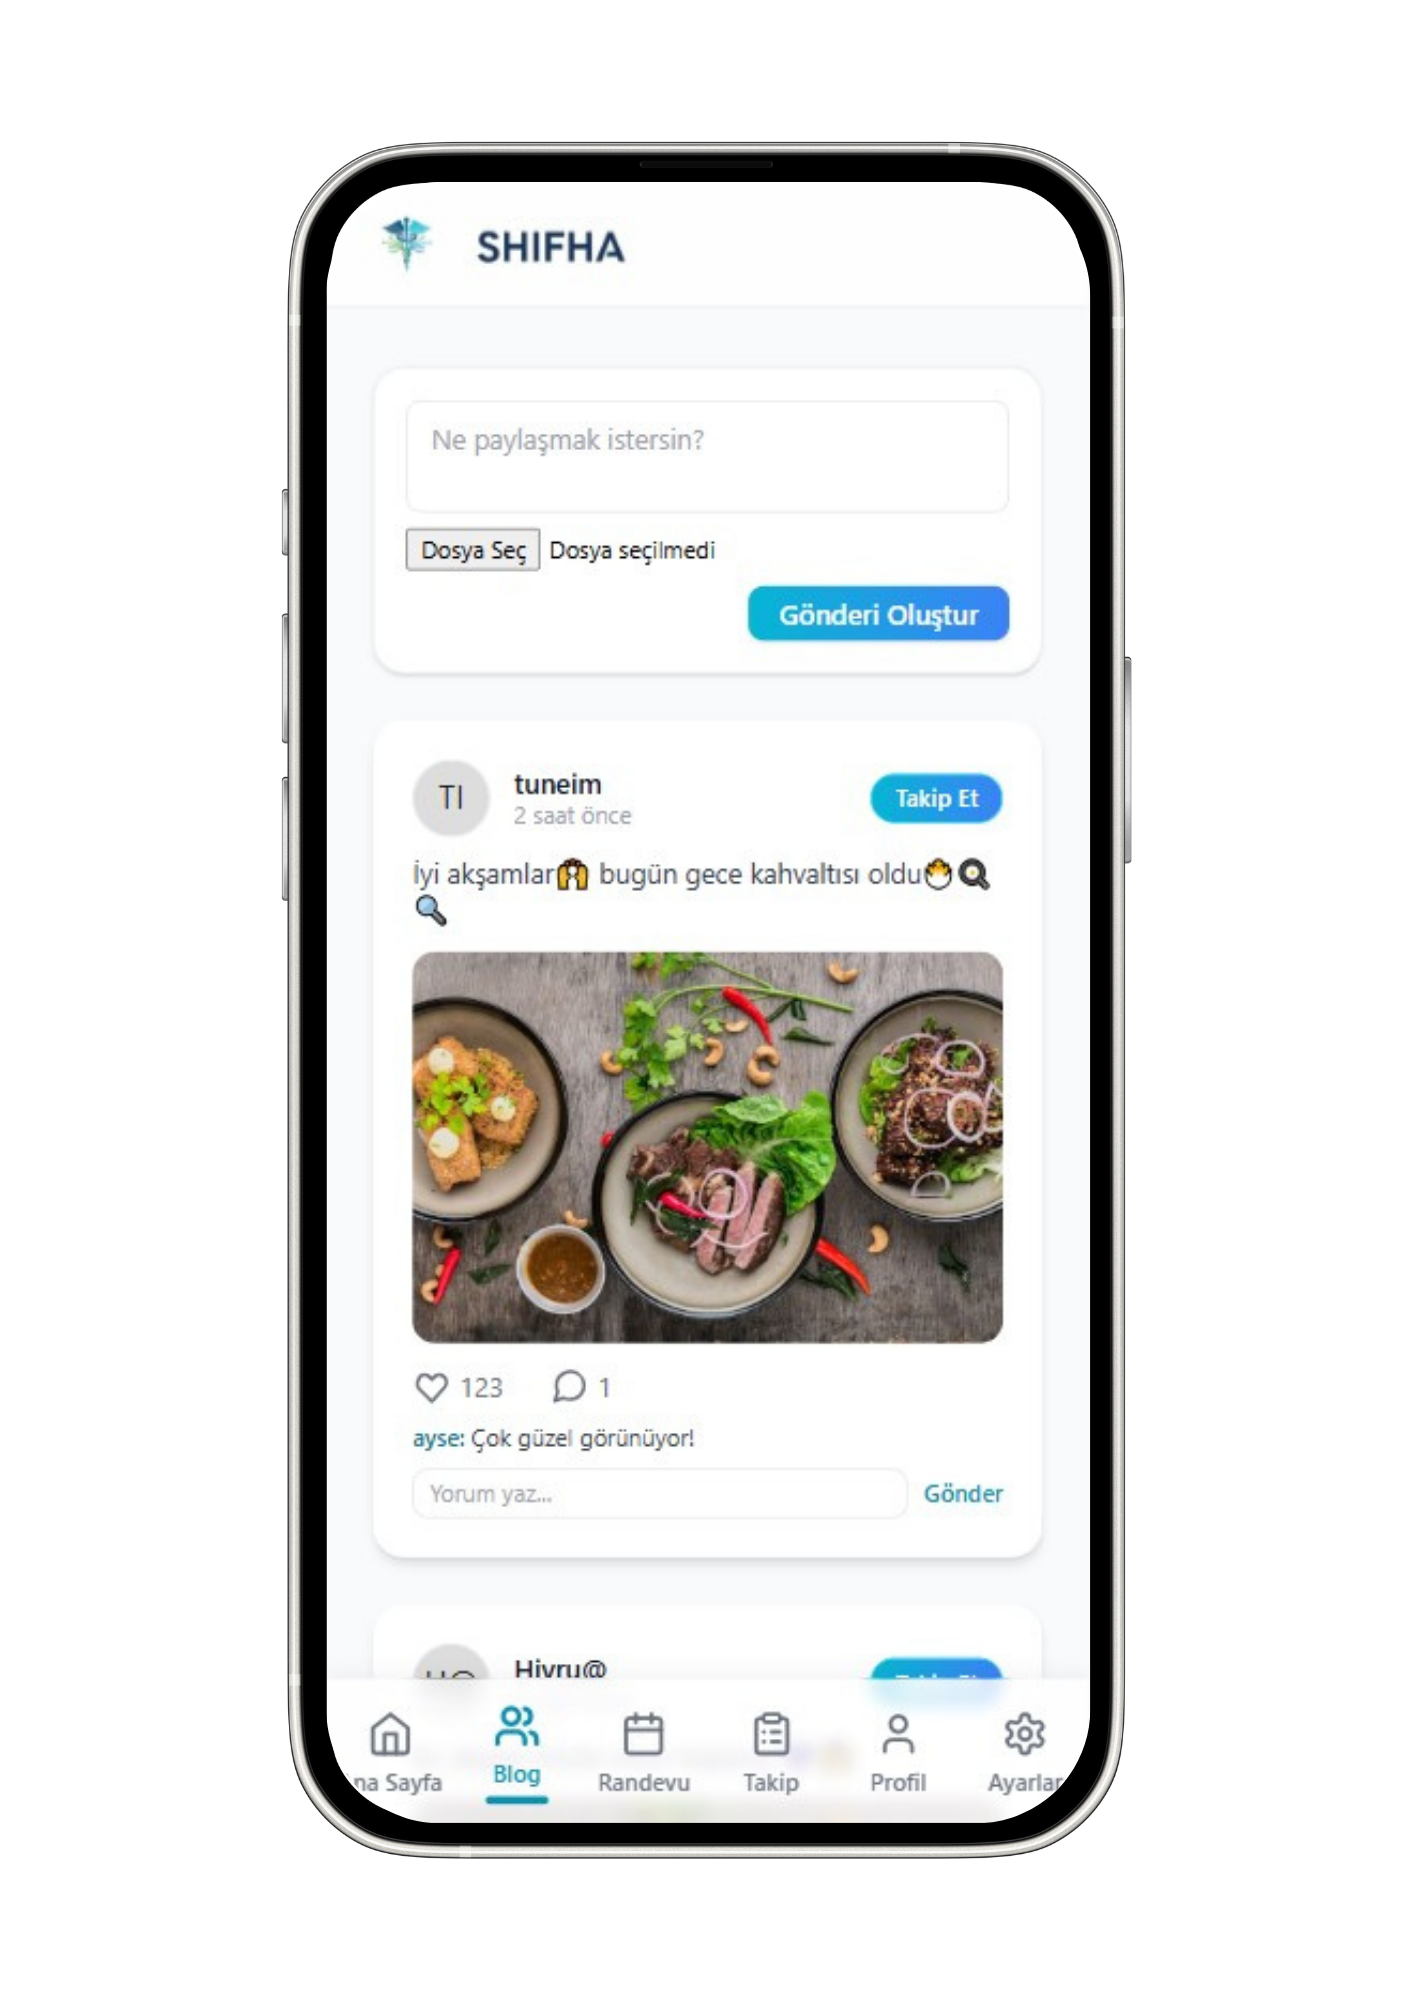 SHIFHA
Ne paylaşmak istersin?
Dosya Seç Dosya seçilmedi
Gönderi Oluştur
TI
tuneim
2 saat önce
Takip Et
İyi akşamlar🙌 bugün gece kahvaltısı oldu🐣🍳
🔍
123 1
ayse: Çok güzel görünüyor!
Yorum yaz... Gönder
Hivru@
na Sayfa Blog Randevu Takip Profil Ayarlar